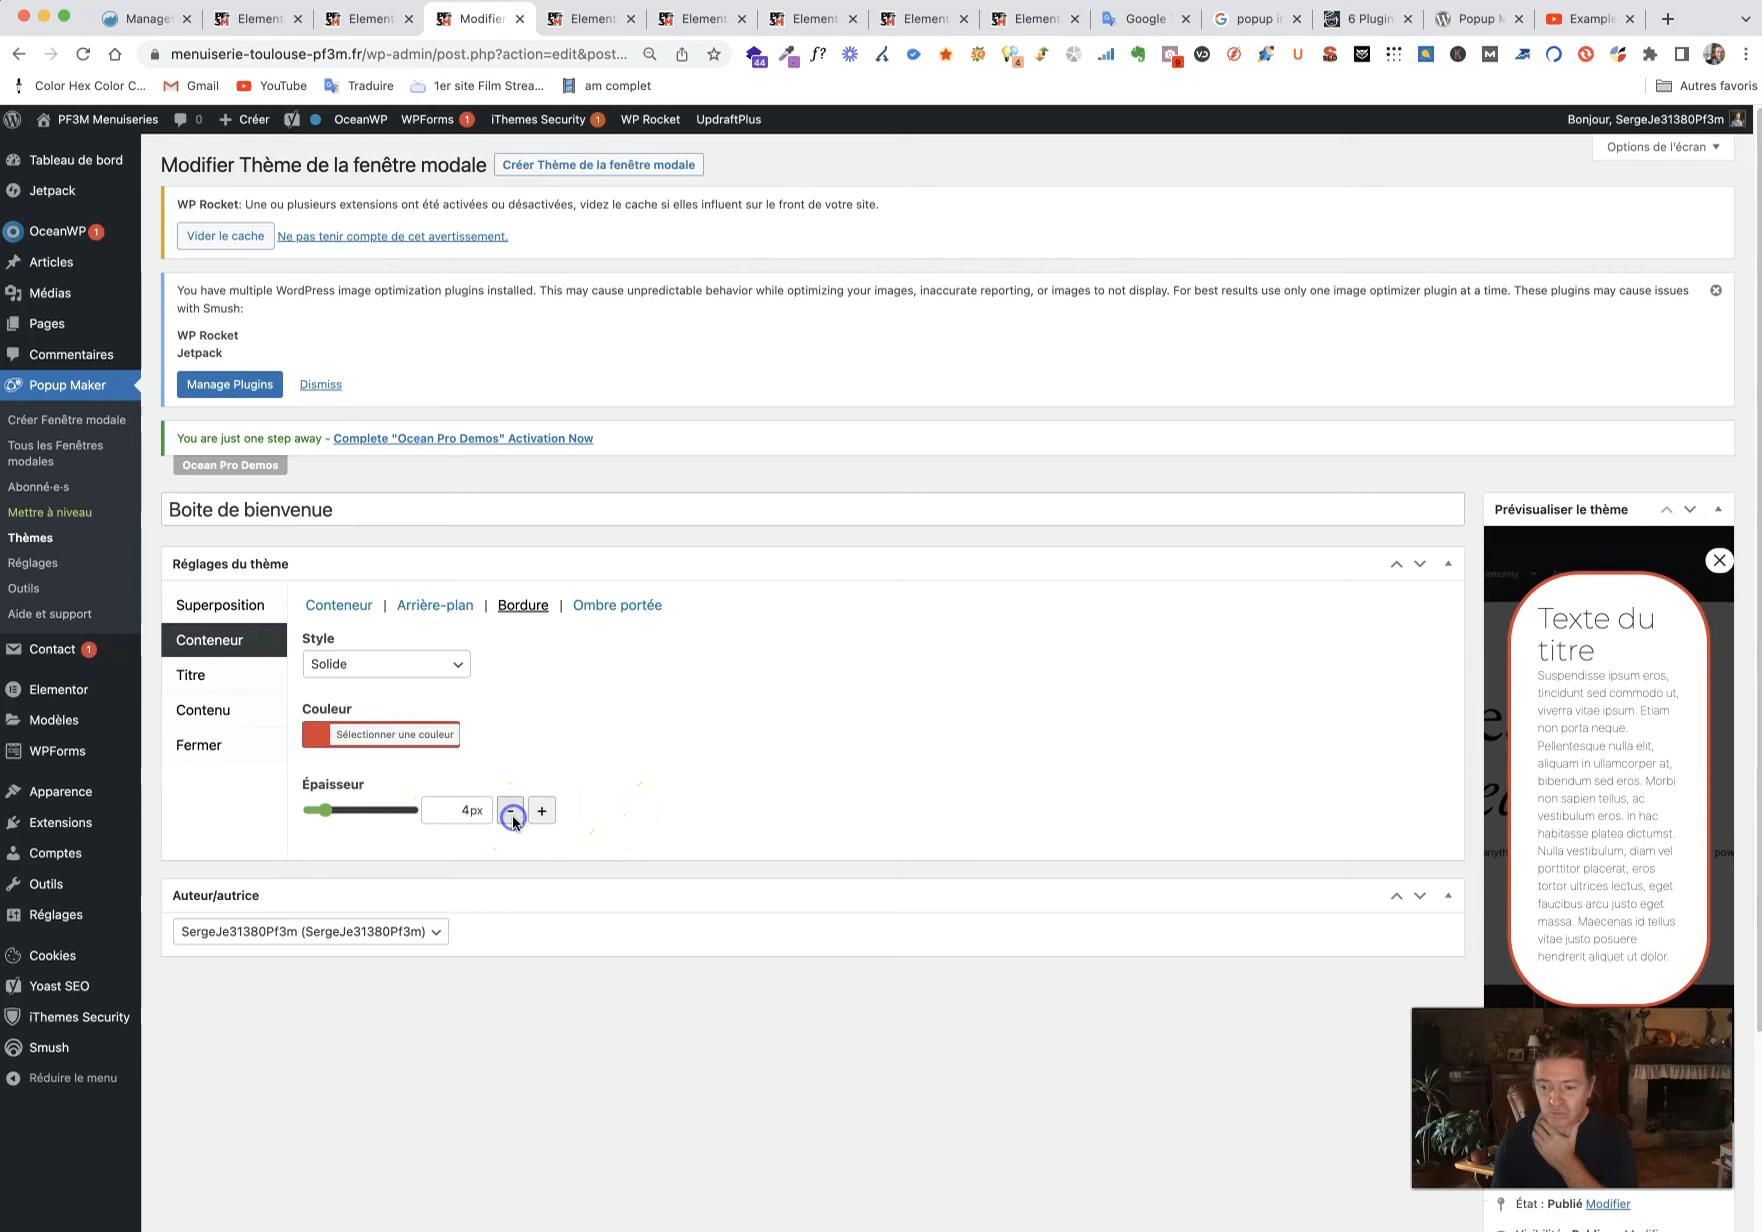 Manage
Element
Element
Modifier
Element
Element
Element
Element
Element
Google
popup in
6 Plugin
Popup M
Example
menuiserie-toulouse-pf3m.fr/wp-admin/post.php?action=edit&post...
Color Hex Color C...
Gmail
YouTube
Traduire
1er site Film Strea...
am complet
Autres favoris
PF3M Menuiseries
0
Créer
OceanWP
WPForms 1
iThemes Security 1
WP Rocket
UpdraftPlus
Bonjour, SergeJe31380Pf3m
Options de l'écran
Tableau de bord
Jetpack
OceanWP 1
Articles
Médias
Pages
Commentaires
Popup Maker
Créer Fenêtre modale
Tous les Fenêtres
modales
Abonné·e·s
Mettre à niveau
Thèmes
Réglages
Outils
Aide et support
Contact 1
Elementor
Modèles
WPForms
Apparence
Extensions
Comptes
Outils
Réglages
Cookies
Yoast SEO
iThemes Security
Smush
Réduire le menu
Modifier Thème de la fenêtre modale
Créer Thème de la fenêtre modale
WP Rocket: Une ou plusieurs extensions ont été activées ou désactivées, videz le cache si elles influent sur le front de votre site.
Vider le cache
Ne pas tenir compte de cet avertissement.
You have multiple WordPress image optimization plugins installed. This may cause unpredictable behavior while optimizing your images, inaccurate reporting, or images to not display. For best results use only one image optimizer plugin at a time. These plugins may cause issues
with Smush:
WP Rocket
Jetpack
Manage Plugins
Dismiss
You are just one step away - Complete "Ocean Pro Demos" Activation Now
Ocean Pro Demos
Boite de bienvenue
Réglages du thème
Superposition
Conteneur
Titre
Contenu
Fermer
Conteneur | Arrière-plan | Bordure | Ombre portée
Style
Solide
Couleur
Sélectionner une couleur
Épaisseur
4px
- +
Auteur/autrice
SergeJe31380Pf3m (SergeJe31380Pf3m)
Prévisualiser le thème
Texte du
titre
Suspendisse ipsum eros,
tincidunt sed commodo ut,
viverra vitae ipsum. Etiam
non porta neque.
Pellentesque nulla elit,
aliquam in ullamcorper at,
bibendum sed eros. Morbi
non sapien tellus, ac
vestibulum eros. In hac
habitasse platea dictumst.
Nulla vestibulum, diam vel
porttitor placerat, eros
tortor ultrices lectus, eget
faucibus arcu justo eget
massa. Maecenas id tellus
vitae justo posuere
hendrerit aliquet ut dolor.
État : Publié Modifier